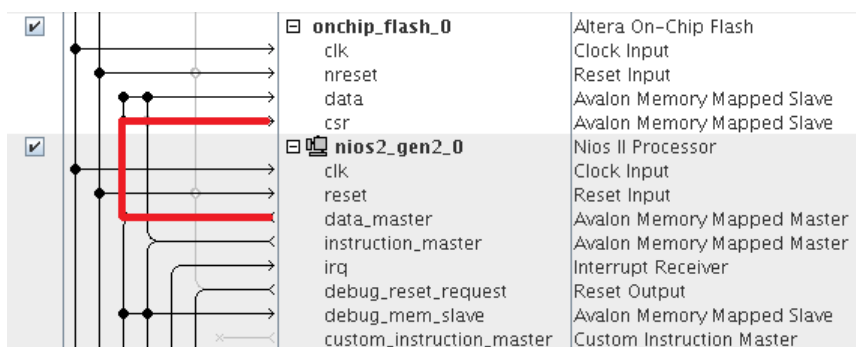 onchip_flash_0 Altera On-Chip Flash
clk Clock Input
nreset Reset Input
data Avalon Memory Mapped Slave
csr Avalon Memory Mapped Slave
nios2_gen2_0 Nios II Processor
clk Clock Input
reset Reset Input
data_master Avalon Memory Mapped Master
instruction_master Avalon Memory Mapped Master
irq Interrupt Receiver
debug_reset_request Reset Output
debug_mem_slave Avalon Memory Mapped Slave
custom_instruction_master Custom Instruction Master